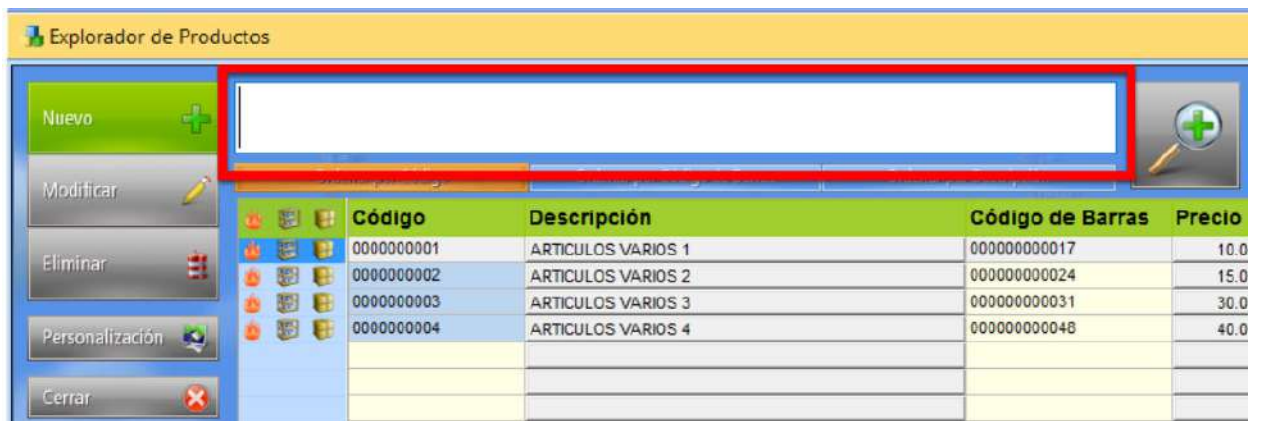 Explorador de Productos
Nuevo
Modificar
Eliminar
Personalización
Cerrar
Código Descripción Código de Barras Precio
0000000001 ARTICULOS VARIOS 1 000000000017 10.0
0000000002 ARTICULOS VARIOS 2 000000000024 15.0
0000000003 ARTICULOS VARIOS 3 000000000031 30.0
0000000004 ARTICULOS VARIOS 4 000000000048 40.0